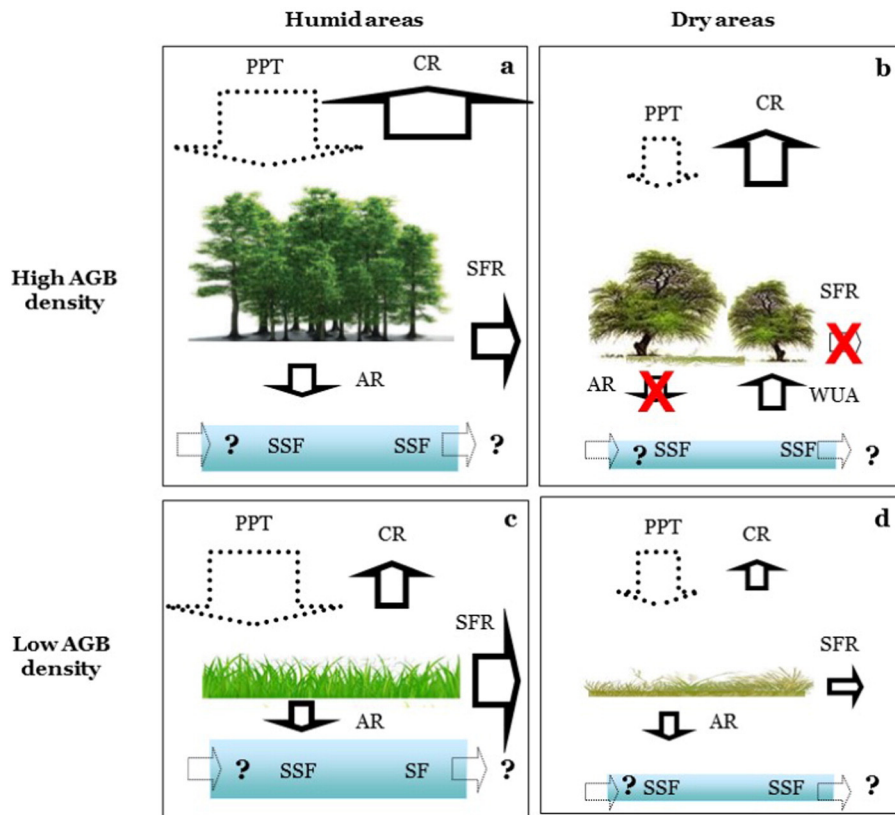 Humid areas
Dry areas
High AGB
density
a
PPT
CR
SFR
AR
?
SSF
SSF
?
b
PPT
CR
SFR
AR
WUA
?
SSF
SSF
?
Low AGB
density
c
PPT
CR
SFR
AR
?
SSF
SF
?
d
PPT
CR
SFR
AR
?
SSF
SSF
?